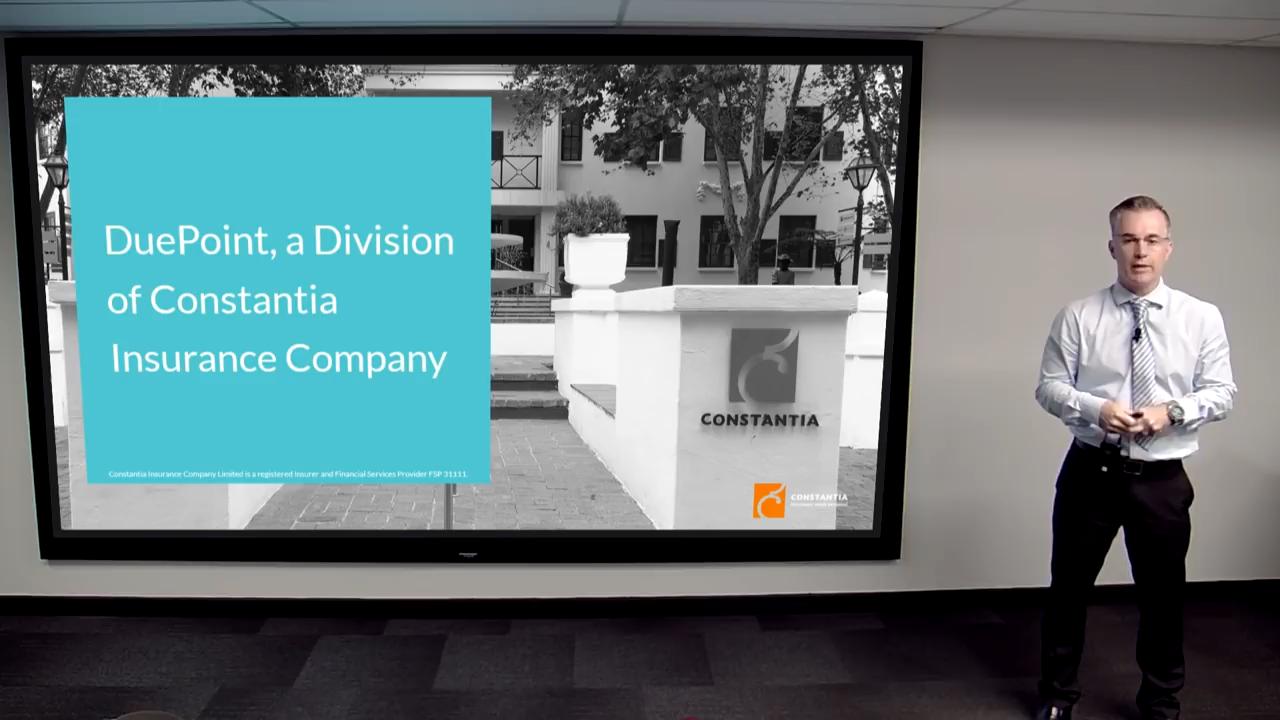 DuePoint, a Division
of Constantia
Insurance Company
Constantia Insurance Company Limited is a registered Insurer and Financial Services Provider FSP 31111.
CONSTANTIA
CONSTANTIA